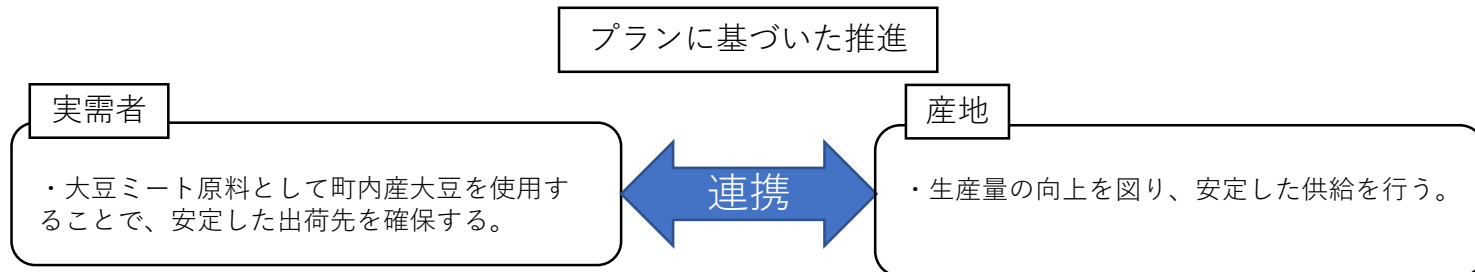 プランに基づいた推進
実需者
・大豆ミート原料として町内産大豆を使用す
ることで、安定した出荷先を確保する。
連携
産地
・生産量の向上を図り、安定した供給を行う。